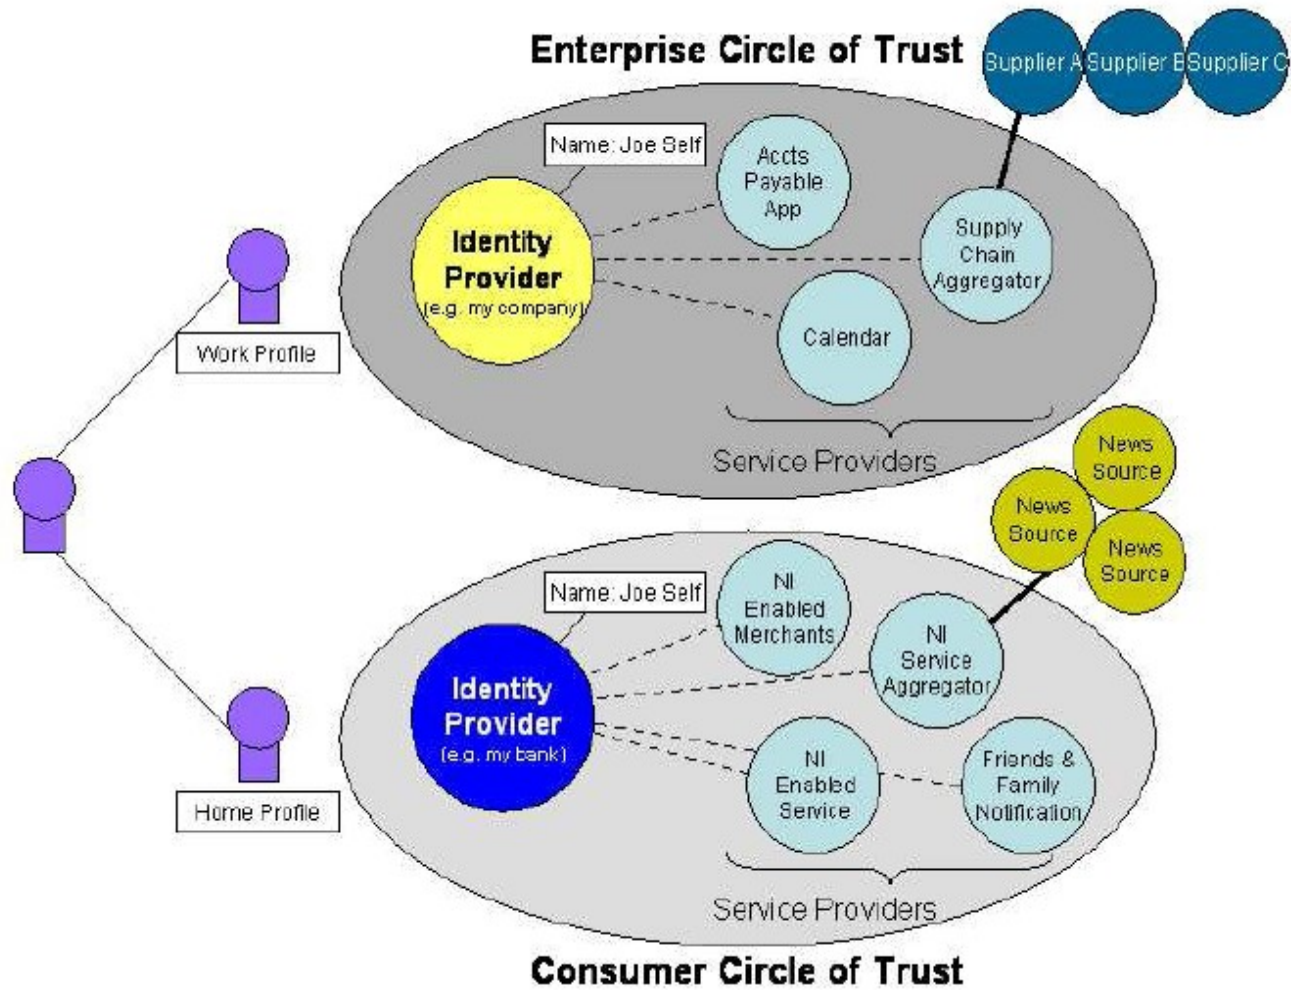 Enterprise Circle of Trust
Supplier A
Supplier B
Supplier C
Name: Joe Self
Accts
Payable
App
Identity
Provider
(e.g. my company)
Supply
Chain
Aggregator
Calendar
Work Profile
Service Providers
News
Source
News
Source
News
Source
Name: Joe Self
NI
Enabled
Merchants
NI
Service
Aggregator
Identity
Provider
(e.g. my bank)
NI
Enabled
Service
Friends &
Family
Notification
Home Profile
Service Providers
Consumer Circle of Trust